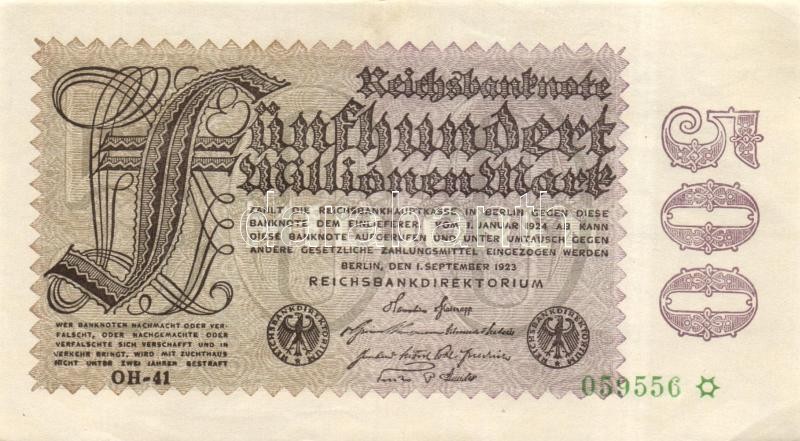 Reichsbanknote
Fünfhundert
Millionen Mark
ZAHLT DIE REICHSBANKHAUPTKASSE IN BERLIN GEGEN DIESE
BANKNOTE DEM EINLIEFERER. VOM 1. JANUAR 1924 AB KANN
DIESE BANKNOTE AUFGERUFEN UND UNTER UMTAUSCH GEGEN
ANDERE GESETZLICHE ZAHLUNGSMITTEL EINGEZOGEN WERDEN
BERLIN, DEN 1. SEPTEMBER 1923
REICHSBANKDIREKTORIUM
WER BANKNOTEN NACHMACHT ODER VER-
FÄLSCHT, ODER NACHGEMACHTE ODER
VERFÄLSCHTE SICH VERSCHAFFT UND IN
VERKEHR BRINGT, WIRD MIT ZUCHTHAUS
NICHT UNTER ZWEI JAHREN BESTRAFT
OH-41
REICHSBANKDIREKTORIUM
REICHSBANKDIREKTORIUM
059556
500